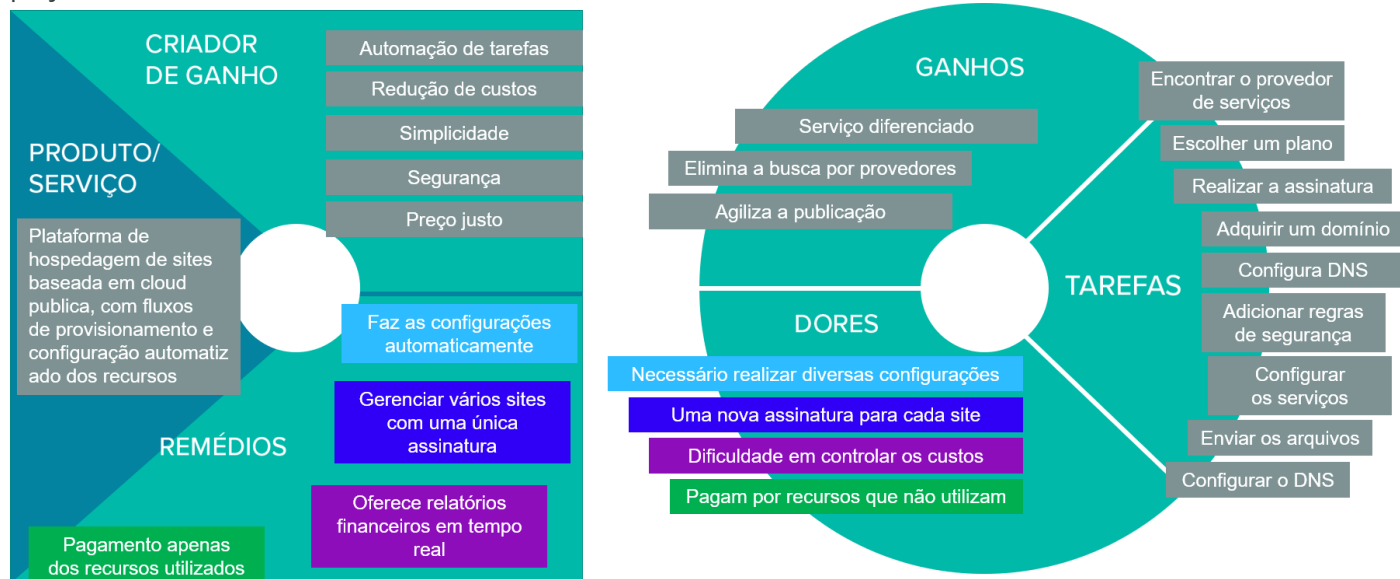 CRIADOR
DE GANHO
Automação de tarefas
Redução de custos
Simplicidade
Segurança
Preço justo
PRODUTO/
SERVIÇO
Plataforma de
hospedagem de sites
baseada em cloud
publica, com fluxos
de provisionamento e
configuração automatiz
ado dos recursos
Faz as configurações
automaticamente
Gerenciar vários sites
com uma única
assinatura
REMÉDIOS
Oferece relatórios
financeiros em tempo
real
Pagamento apenas
dos recursos utilizados
GANHOS
Serviço diferenciado
Elimina a busca por provedores
Agiliza a publicação
DORES
Necessário realizar diversas configurações
Uma nova assinatura para cada site
Dificuldade em controlar os custos
Pagam por recursos que não utilizam
TAREFAS
Encontrar o provedor
de serviços
Escolher um plano
Realizar a assinatura
Adquirir um domínio
Configura DNS
Adicionar regras
de segurança
Configurar
os serviços
Enviar os arquivos
Configurar o DNS